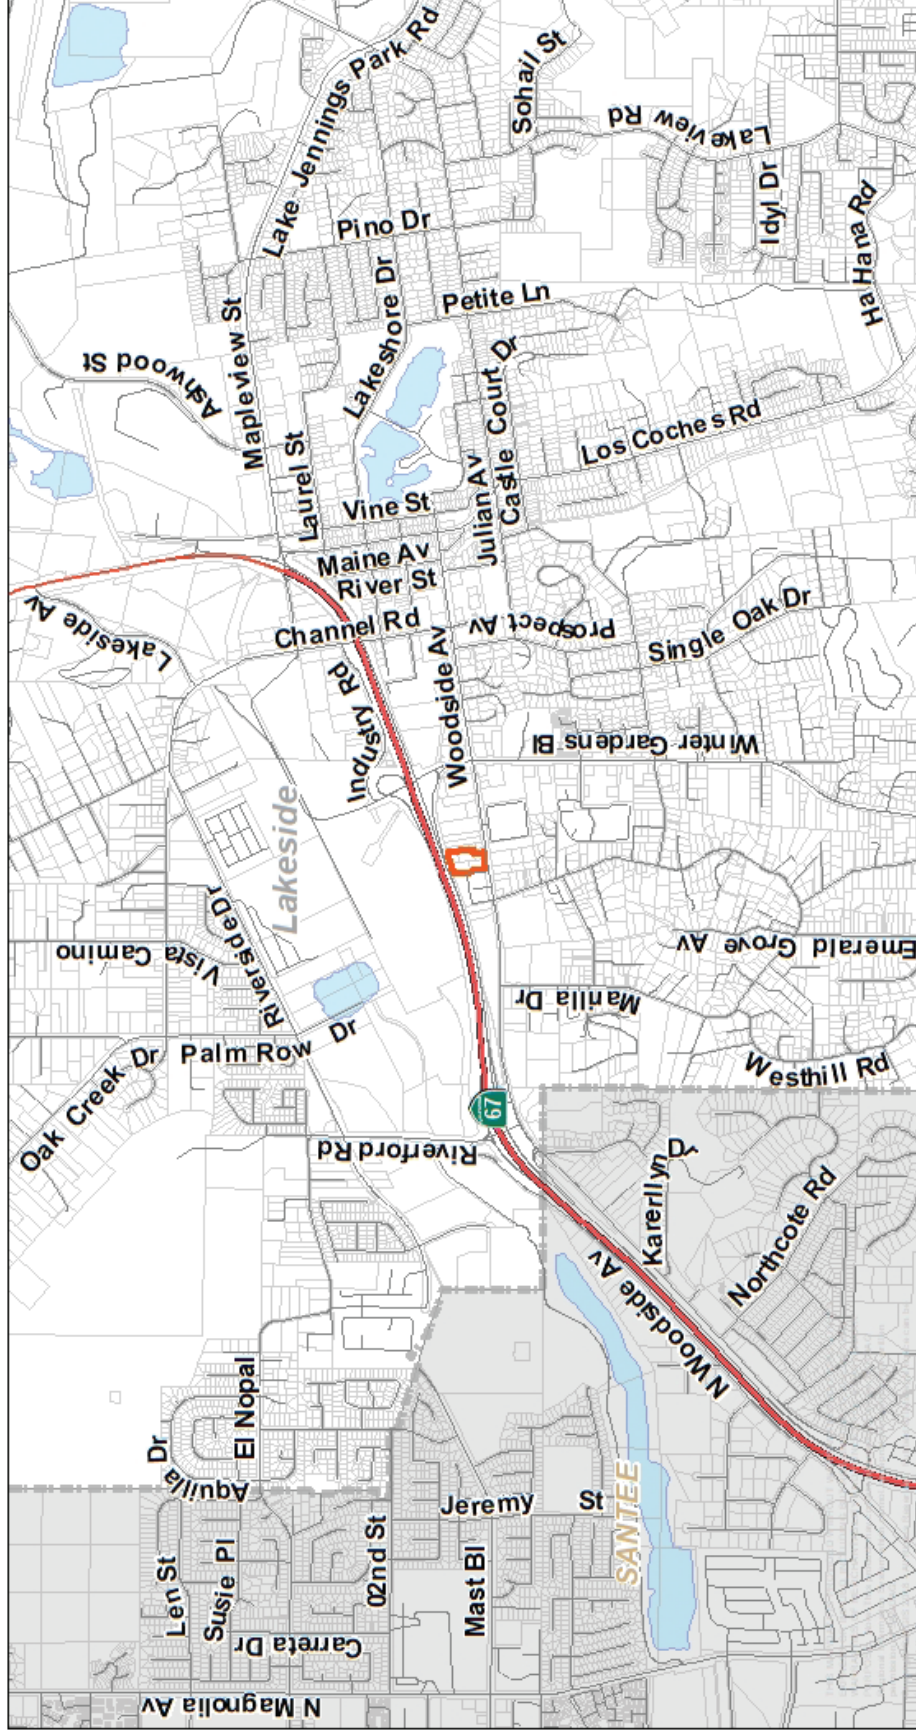 Lake Jennings Park Rd
Sohail St
Lakeview Rd
Pino Dr
Idyl Dr
Ha Hana Rd
Lakeshore Dr
Petite Ln
Ashwood St
Mapleview St
Castle Court Dr
Los Coches Rd
Laurel St
Vine St
Julian Av
Maine Av
River St
Lakeside Av
Channel Rd
Prospect Av
Single Oak Dr
Industry Rd
Woodside Av
Winter Gardens Bl
Lakeside
Riverside Dr
Vista Camino
Emerald Grove Av
Marilla Dr
Palm Row Dr
Oak Creek Dr
Westhill Rd
67
Riverford Rd
Karerllyn Dr
Northcote Rd
N Woodside Av
El Nopal
Aquilla Dr
Jeremy St
SANTEE
02nd St
Len St
Susie Pl
Mast Bl
Carreta Dr
N Magnolia Av